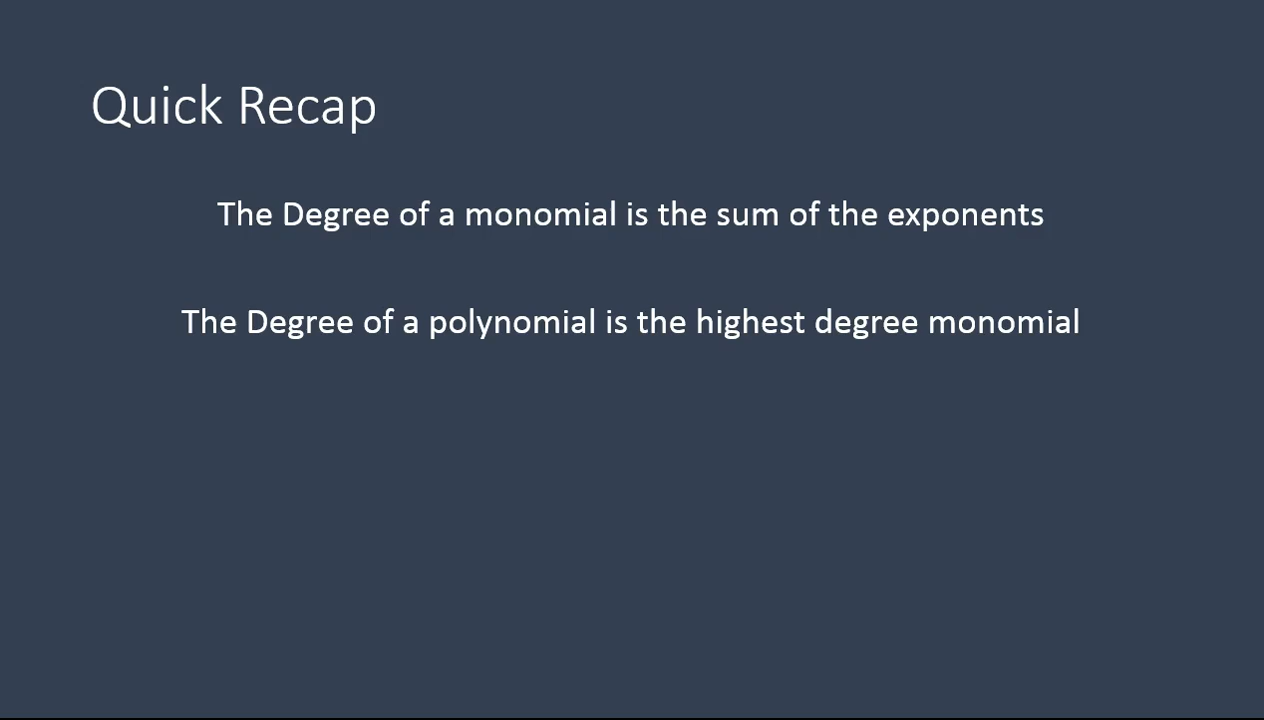 Quick Recap
The Degree of a monomial is the sum of the exponents
The Degree of a polynomial is the highest degree monomial